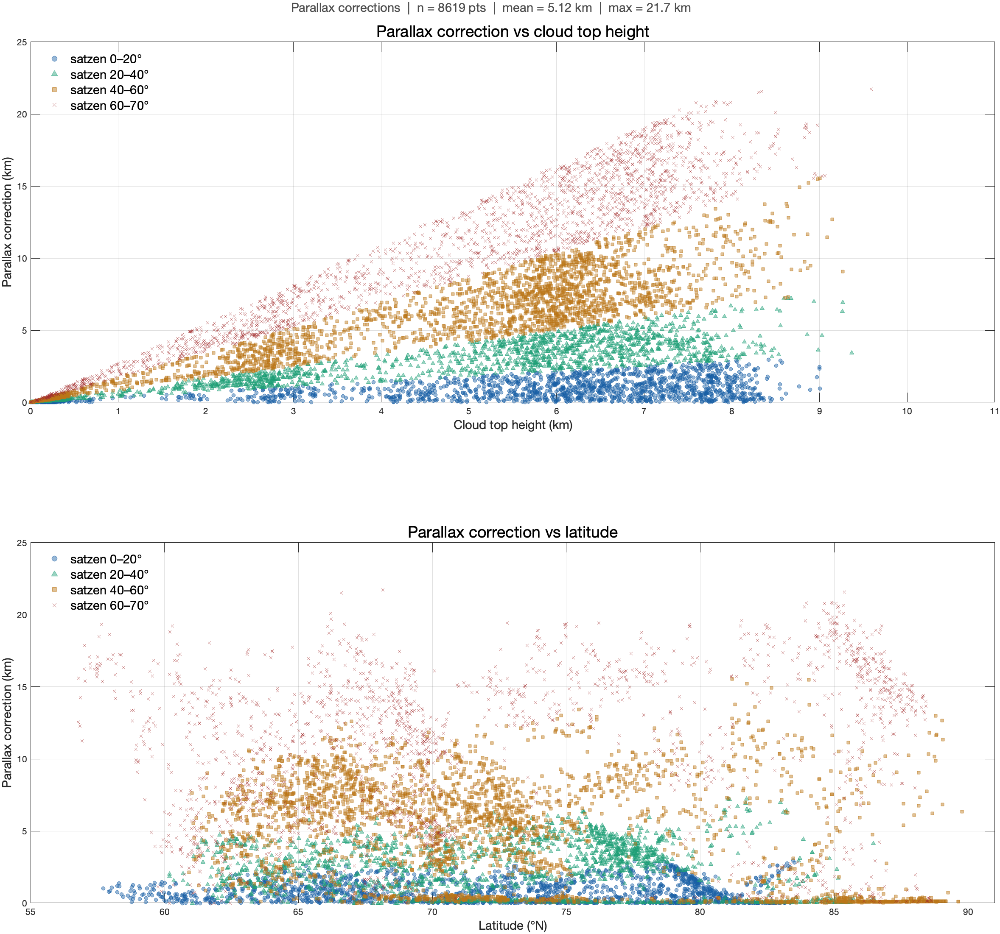 Parallax corrections | n = 8619 pts | mean = 5.12 km | max = 21.7 km
Parallax correction vs cloud top height
25
20
15
10
5
0
Parallax correction (km)
satzen 0–20°
satzen 20–40°
satzen 40–60°
satzen 60–70°
0 1 2 3 4 5 6 7 8 9 10 11
Cloud top height (km)
Parallax correction vs latitude
25
20
15
10
5
0
Parallax correction (km)
satzen 0–20°
satzen 20–40°
satzen 40–60°
satzen 60–70°
55 60 65 70 75 80 85 90
Latitude (°N)